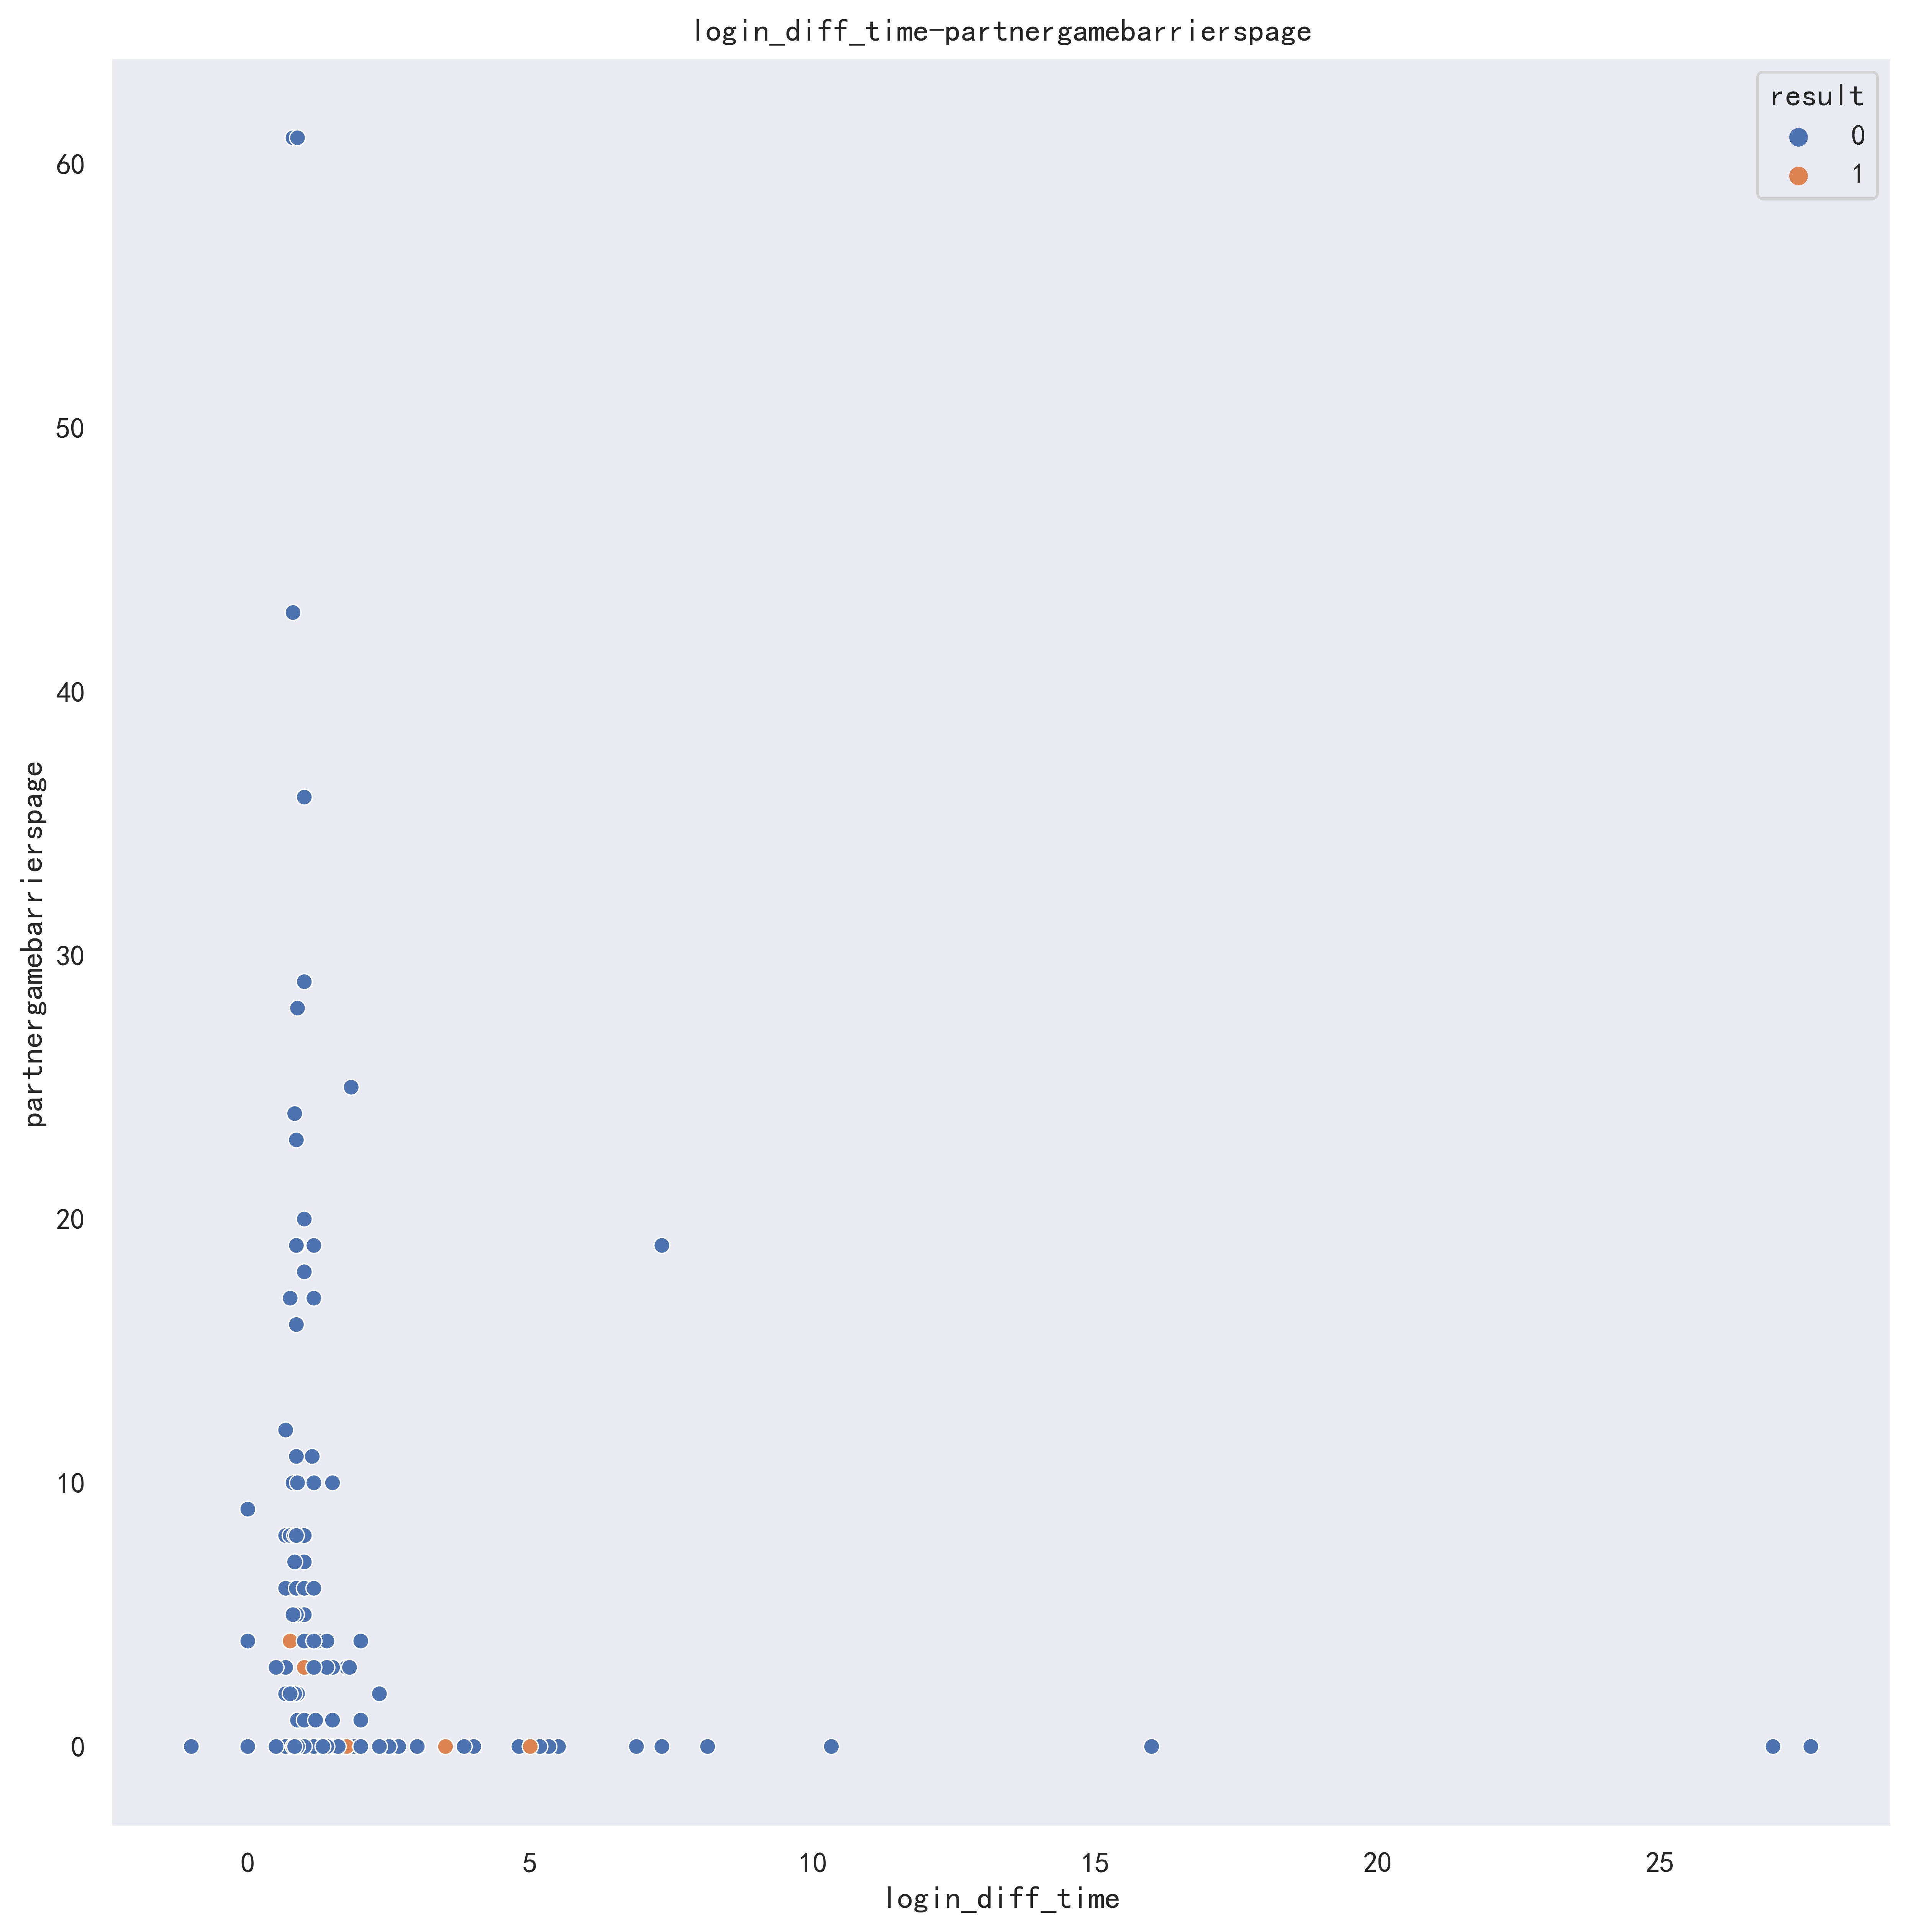 login_diff_time-partnergamebarrierspage
result
0
1
60
50
40
30
20
10
0
partnergamebarrierspage
0 5 10 15 20 25
login_diff_time